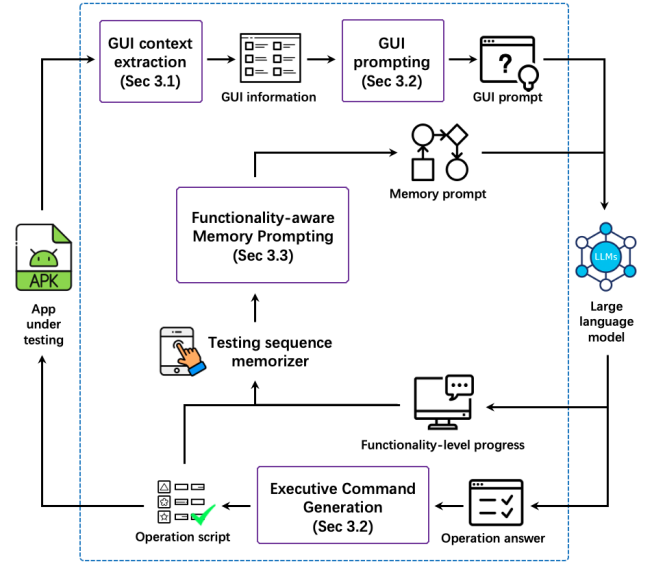 GUI context
extraction
(Sec 3.1)
GUI information
GUI
prompting
(Sec 3.2)
?
GUI prompt
Memory prompt
Functionality-aware
Memory Prompting
(Sec 3.3)
APK
App
under
testing
LLMs
Large
language
model
Testing sequence
memorizer
Functionality-level progress
Executive Command
Generation
(Sec 3.2)
Operation script
Operation answer